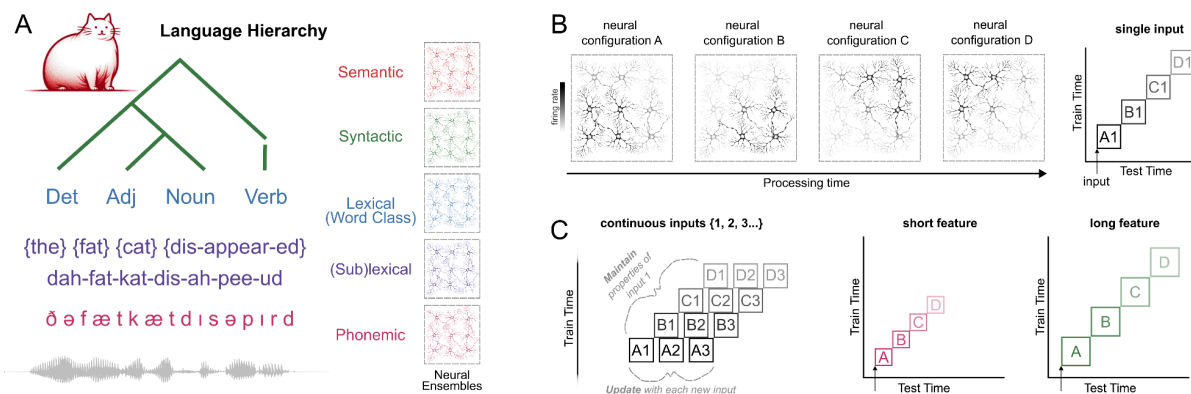 A
Language Hierarchy
Det Adj Noun Verb
{the} {fat} {cat} {dis-appear-ed}
dah-fat-kat-dis-ah-pee-ud
ð ə f æ t k æ t d ɪ s ə p ɪ r d
Semantic
Syntactic
Lexical
(Word Class)
(Sub)lexical
Phonemic
Neural
Ensembles
B
neural
configuration A
neural
configuration B
neural
configuration C
neural
configuration D
firing rate
Processing time
single input
Train Time
D1
C1
B1
A1
input
Test Time
C
continuous inputs {1, 2, 3...}
Train Time
Maintain
properties of
input 1
D1 D2 D3
C1 C2 C3
B1 B2 B3
A1 A2 A3
Update with each new input
short feature
Train Time
D
C
B
A
Test Time
long feature
Train Time
D
C
B
A
Test Time